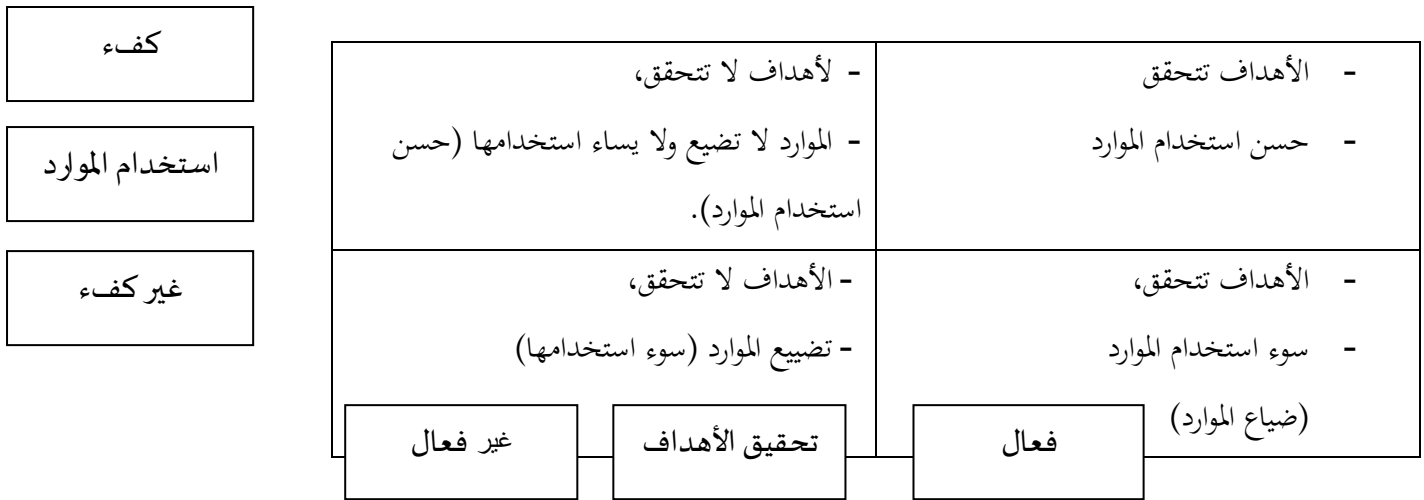 كفء
استخدام الموارد
غير كفء
- الأهداف تتحقق
- حسن استخدام الموارد
- لأهداف لا تتحقق،
- الموارد لا تضيع ولا يساء استخدامها (حسن
استخدام الموارد).
- الأهداف تتحقق،
- سوء استخدام الموارد
(ضياع الموارد)
- الأهداف لا تتحقق،
- تضييع الموارد (سوء استخدامها)
فعال
تحقيق الأهداف
غير فعال